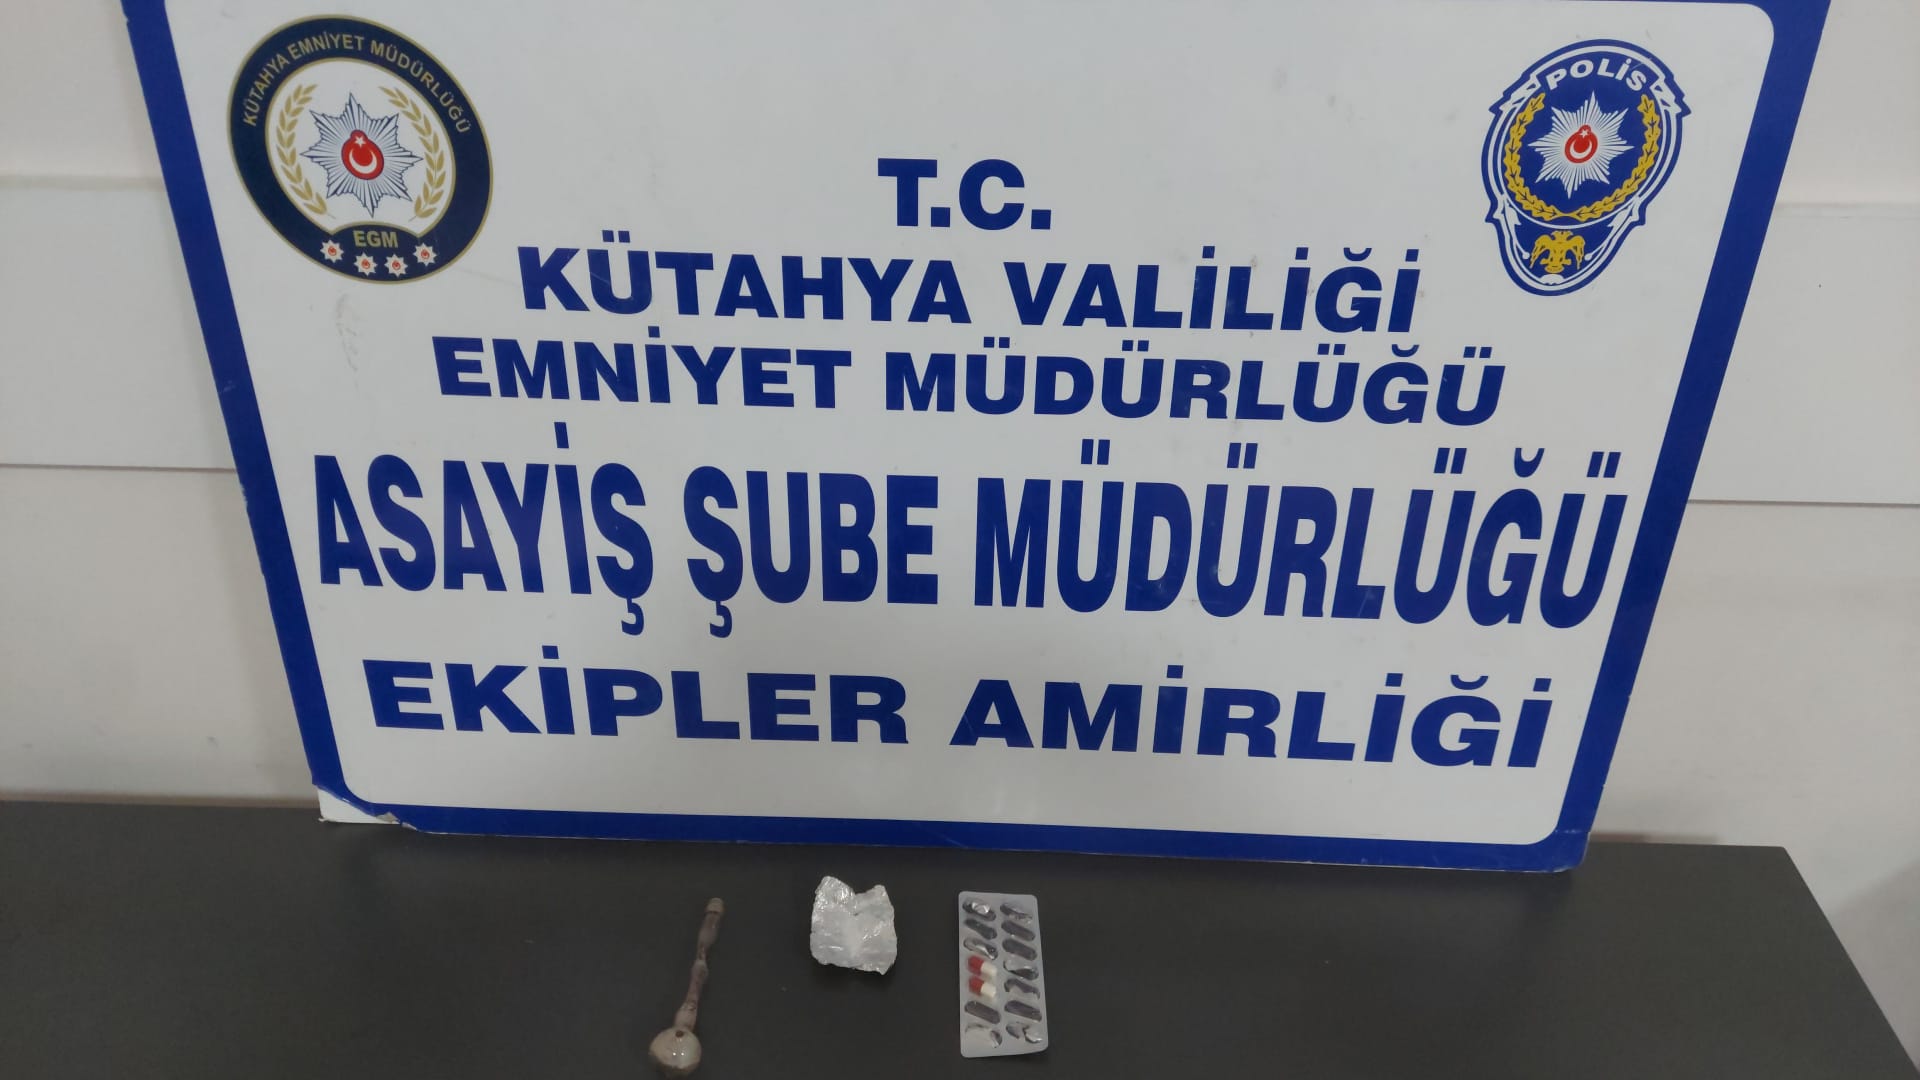 KÜTAHYA EMNİYET MÜDÜRLÜĞÜ
EGM
POLİS
T.C.
KÜTAHYA VALİLİĞİ
EMNİYET MÜDÜRLÜĞÜ
ASAYİŞ ŞUBE MÜDÜRLÜĞÜ
EKİPLER AMİRLİĞİ